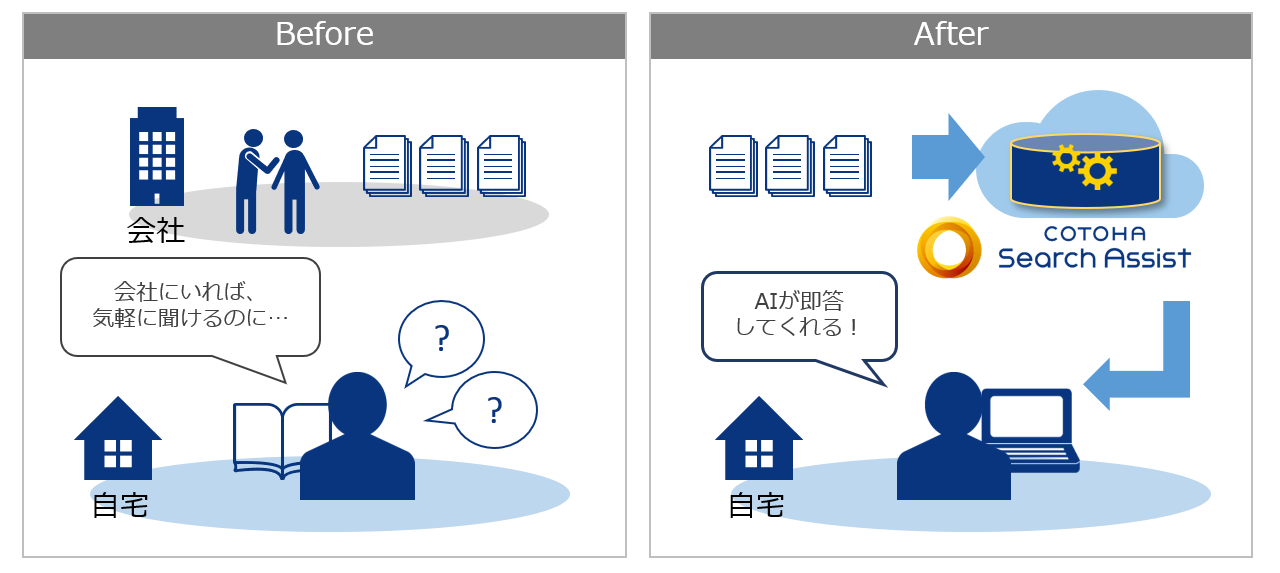 Before
会社
会社にいれば、
気軽に聞けるのに…
?
?
自宅
After
COTOHA
Search Assist
AIが即答
してくれる！
自宅